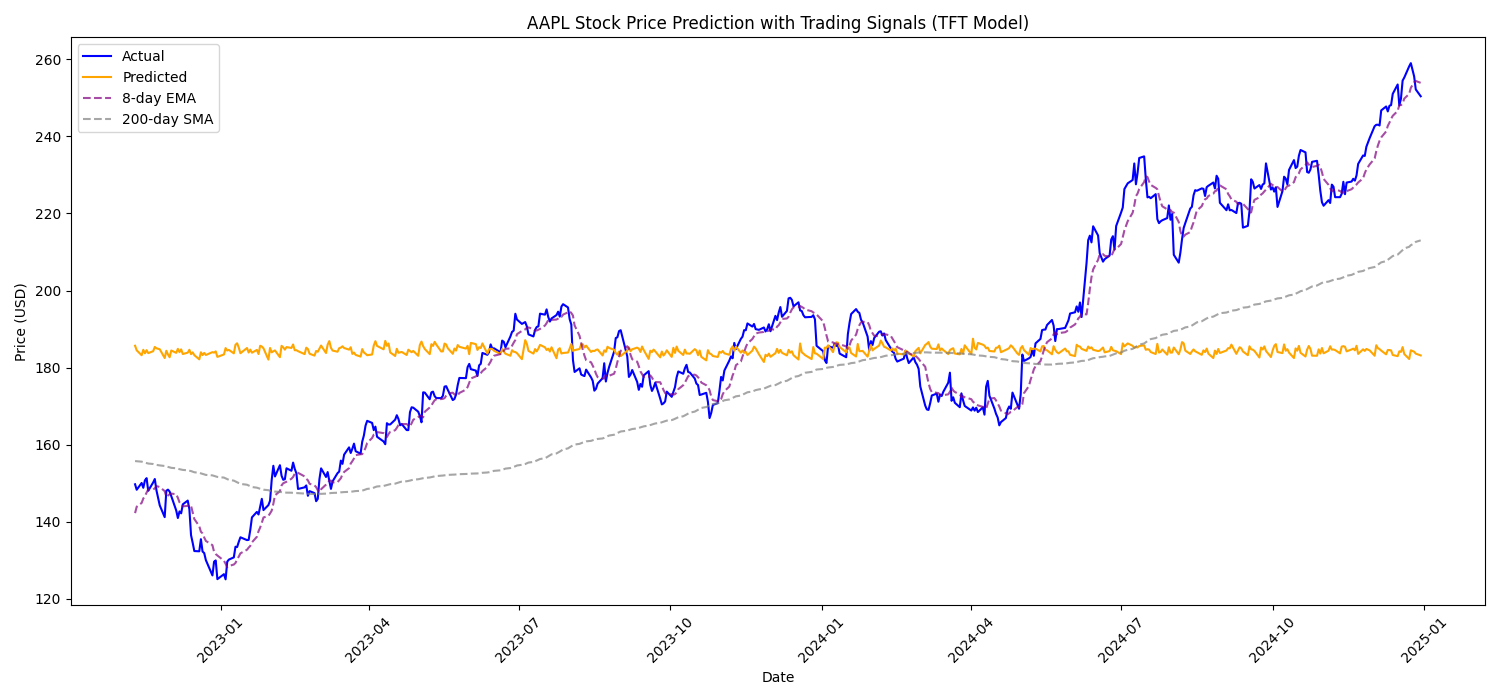 AAPL Stock Price Prediction with Trading Signals (TFT Model)
Actual
Predicted
8-day EMA
200-day SMA
Price (USD)
260
240
220
200
180
160
140
120
2023-01
2023-04
2023-07
2023-10
2024-01
2024-04
2024-07
2024-10
2025-01
Date